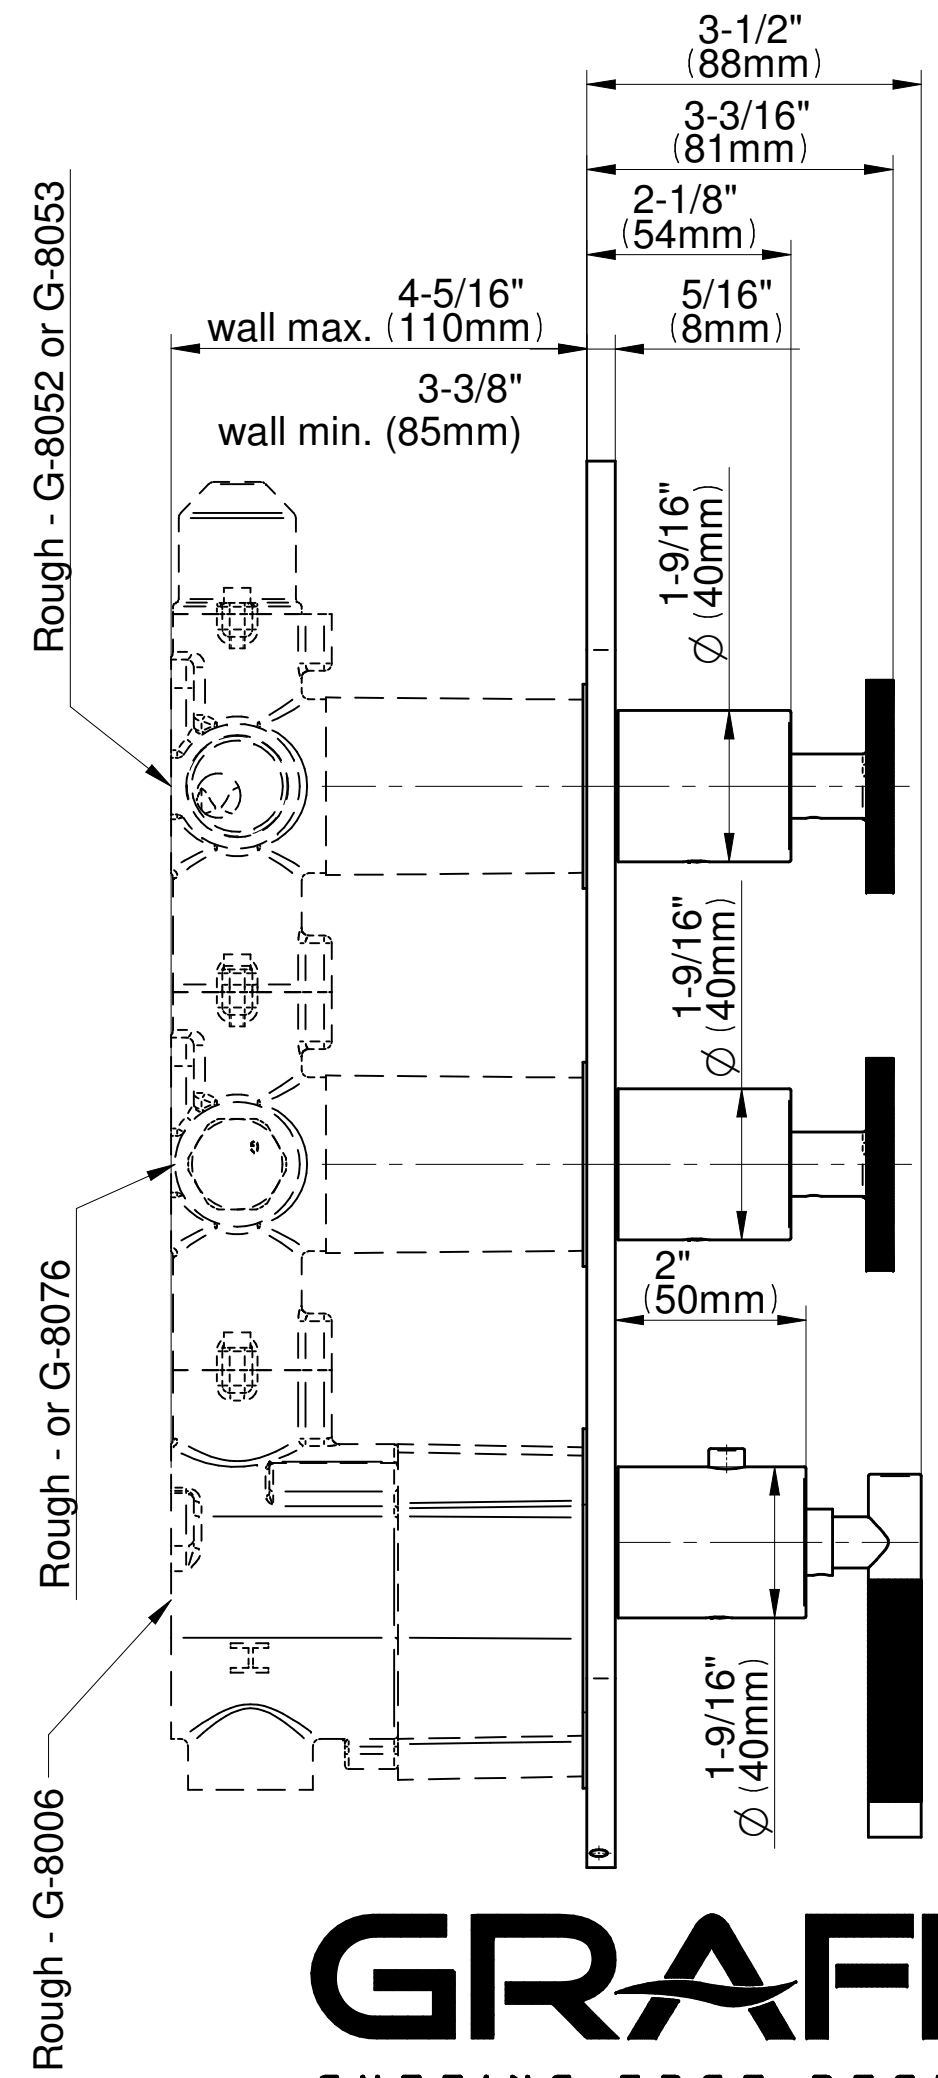 3-1/2"
(88mm)
3-3/16"
(81mm)
2-1/8"
(54mm)
4-5/16"
wall max. (110mm)
5/16"
(8mm)
3-3/8"
wall min. (85mm)
Rough - G-8052 or G-8053
1-9/16"
Ø (40mm)
1-9/16"
Ø (40mm)
2"
(50mm)
Rough - or G-8076
1-9/16"
Ø (40mm)
Rough - G-8006
GRAF